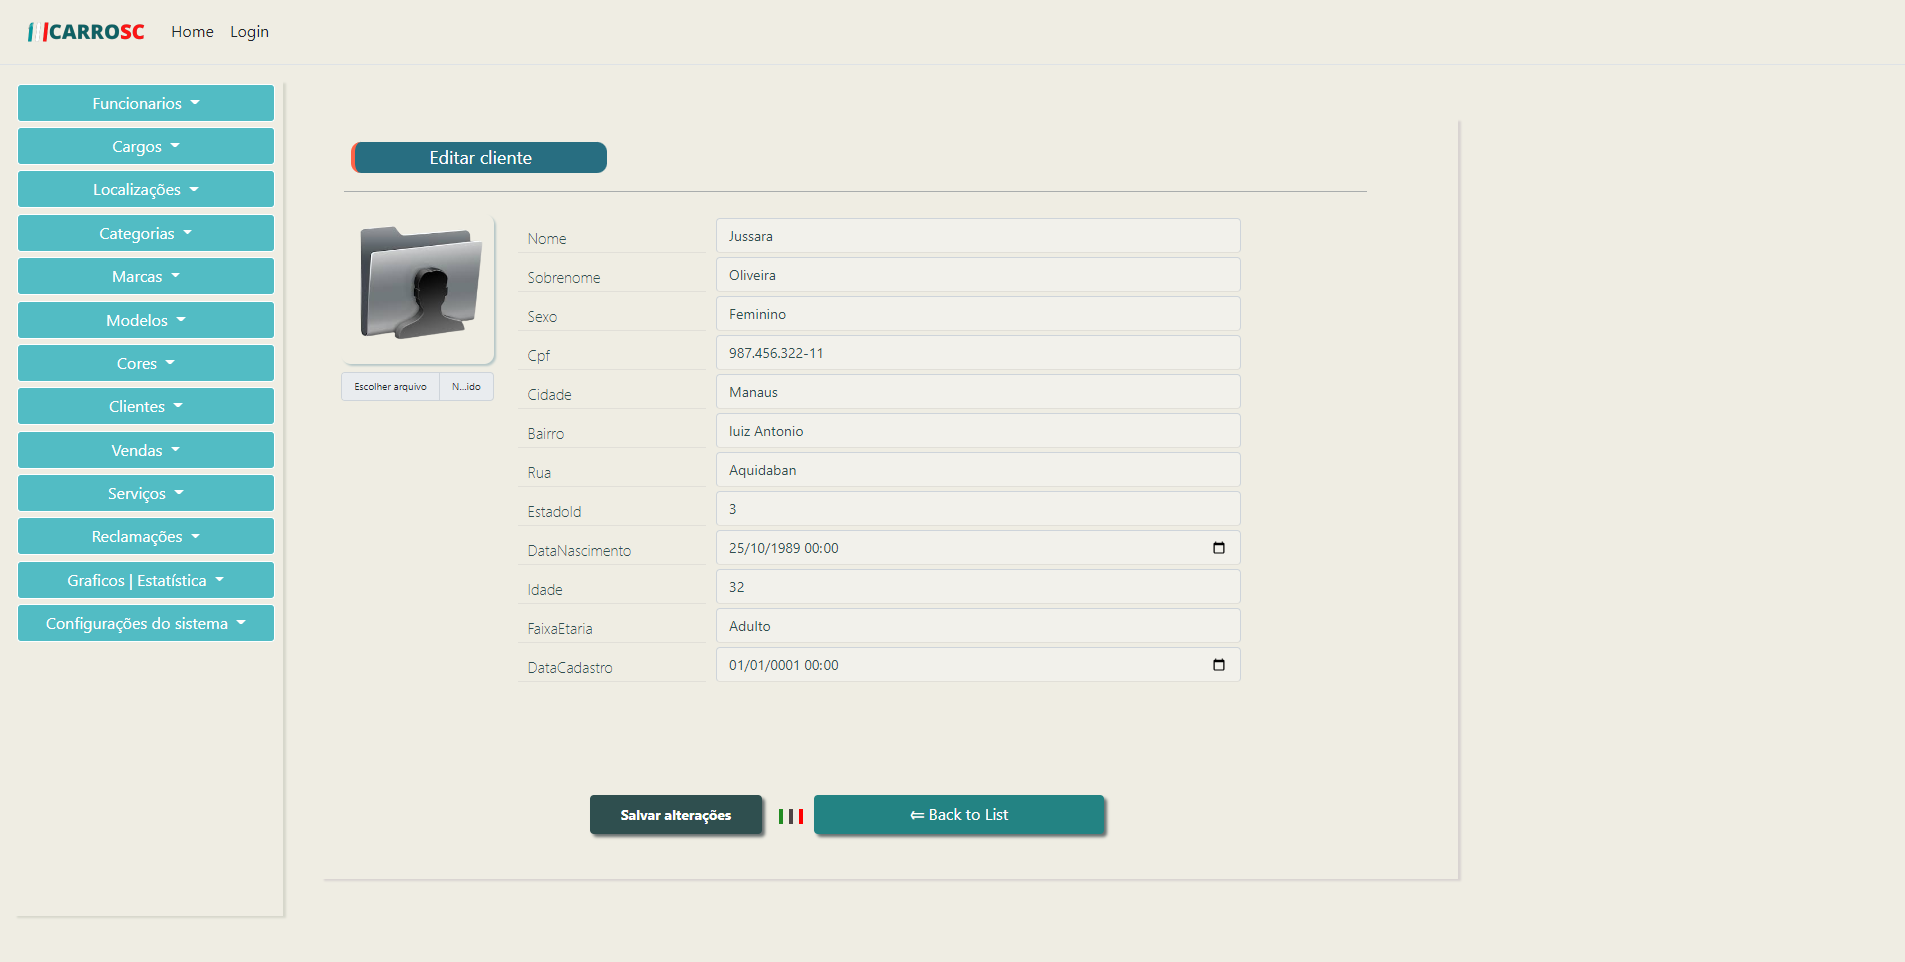 CARROSC Home Login
Funcionarios
Cargos
Localizações
Categorias
Marcas
Modelos
Cores
Clientes
Vendas
Serviços
Reclamações
Graficos | Estatística
Configurações do sistema
Editar cliente
Escolher arquivo N...ido
Nome Jussara
Sobrenome Oliveira
Sexo Feminino
Cpf 987.456.322-11
Cidade Manaus
Bairro luiz Antonio
Rua Aquidaban
EstadoId 3
DataNascimento 25/10/1989 00:00
Idade 32
FaixaEtaria Adulto
DataCadastro 01/01/0001 00:00
Salvar alterações ⇐ Back to List